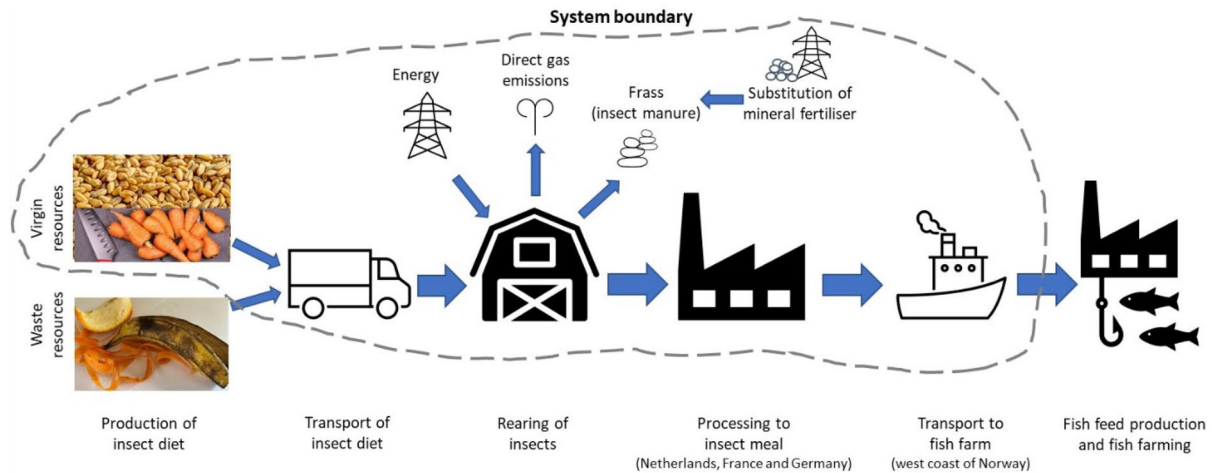 System boundary
Energy
Direct gas
emissions
Frass
(insect manure)
Substitution of
mineral fertiliser
Virgin
resources
Waste
resources
Production of
insect diet
Transport of
insect diet
Rearing of
insects
Processing to
insect meal
(Netherlands, France and Germany)
Transport to
fish farm
(west coast of Norway)
Fish feed production
and fish farming